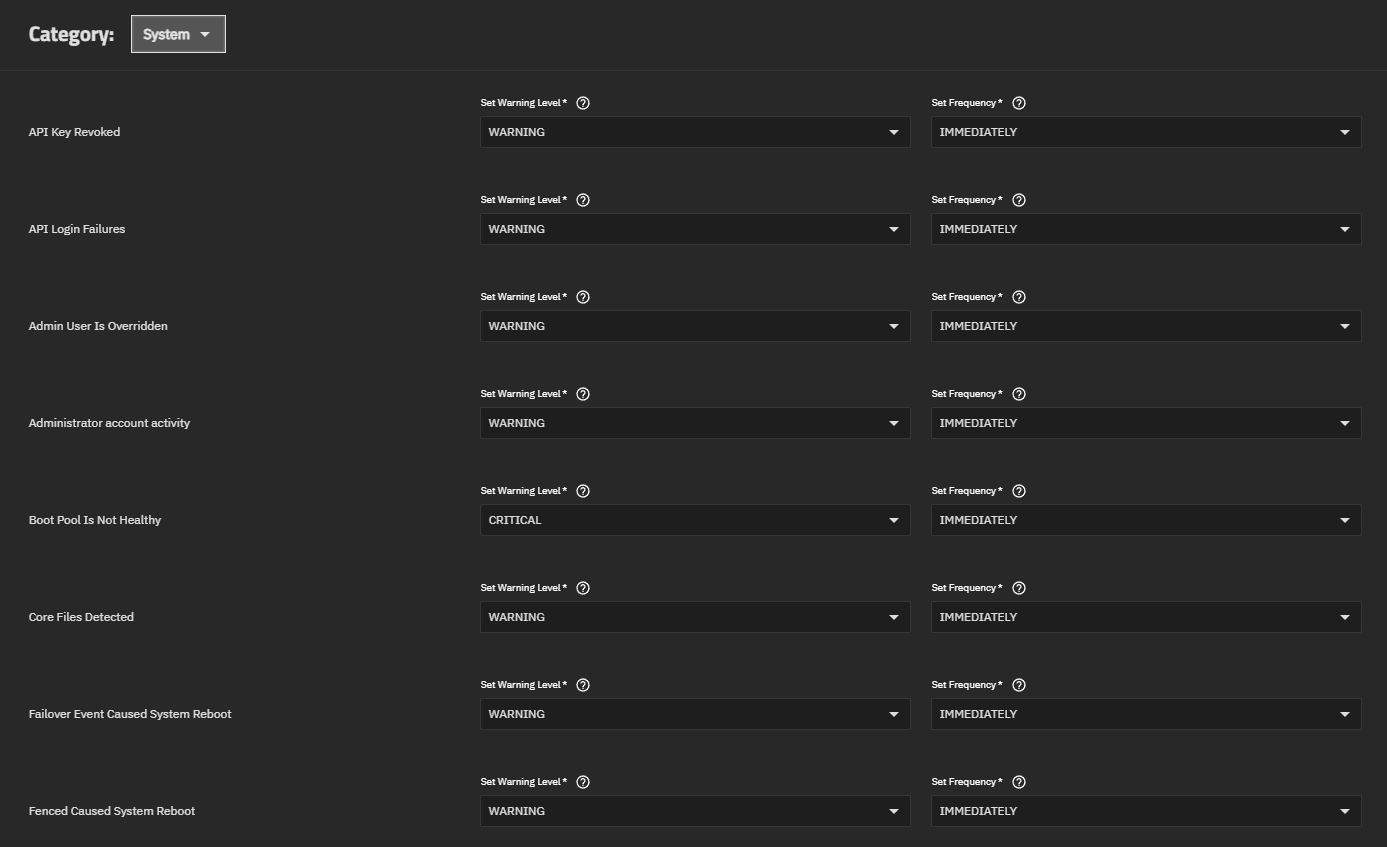 Category: System
Set Warning Level * Set Frequency *
API Key Revoked WARNING IMMEDIATELY
Set Warning Level * Set Frequency *
API Login Failures WARNING IMMEDIATELY
Set Warning Level * Set Frequency *
Admin User Is Overridden WARNING IMMEDIATELY
Set Warning Level * Set Frequency *
Administrator account activity WARNING IMMEDIATELY
Set Warning Level * Set Frequency *
Boot Pool Is Not Healthy CRITICAL IMMEDIATELY
Set Warning Level * Set Frequency *
Core Files Detected WARNING IMMEDIATELY
Set Warning Level * Set Frequency *
Failover Event Caused System Reboot WARNING IMMEDIATELY
Set Warning Level * Set Frequency *
Fenced Caused System Reboot WARNING IMMEDIATELY